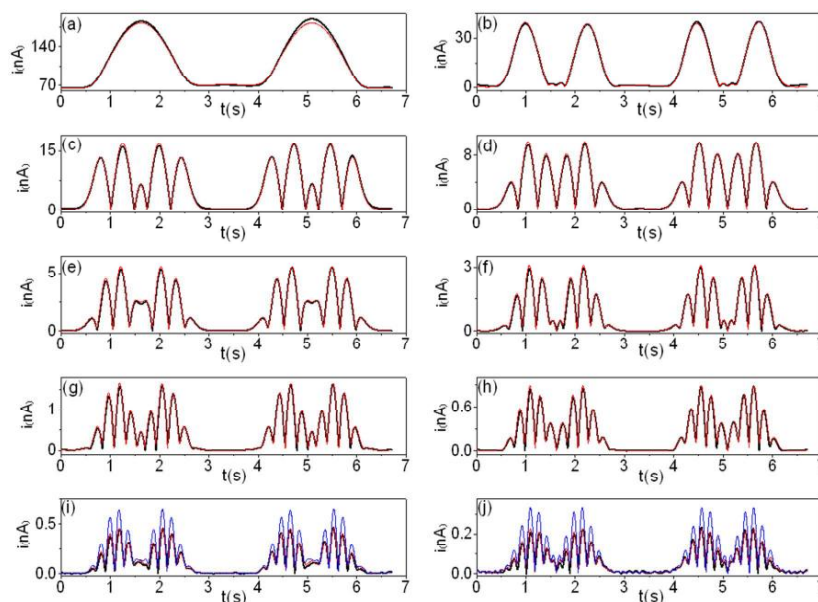 (a) (b)
i(nA) 140 70 i(nA) 30 0
0 1 2 3 4 5 6 7 0 1 2 3 4 5 6 7
t(s) t(s)
(c) (d)
i(nA) 15 0 i(nA) 8 0
0 1 2 3 4 5 6 7 0 1 2 3 4 5 6 7
t(s) t(s)
(e) (f)
i(nA) 5 0 i(nA) 3 0
0 1 2 3 4 5 6 7 0 1 2 3 4 5 6 7
t(s) t(s)
(g) (h)
i(nA) 1 0 i(nA) 0.6 0.0
0 1 2 3 4 5 6 7 0 1 2 3 4 5 6 7
t(s) t(s)
(i) (j)
i(nA) 0.5 0.0 i(nA) 0.2 0.0
0 1 2 3 4 5 6 7 0 1 2 3 4 5 6 7
t(s) t(s)